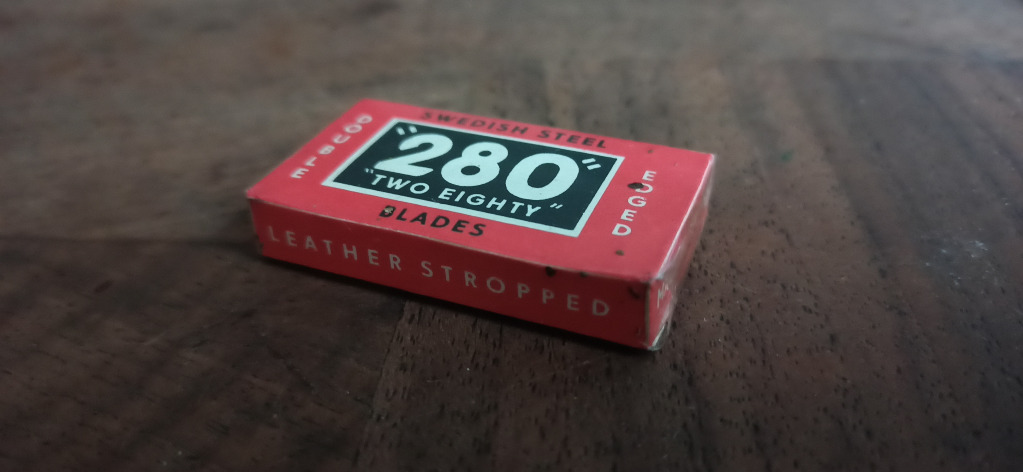 SWEDISH STEEL
DOUBLE
"280"
"TWO EIGHTY"
EDGED
BLADES
LEATHER STROPPED